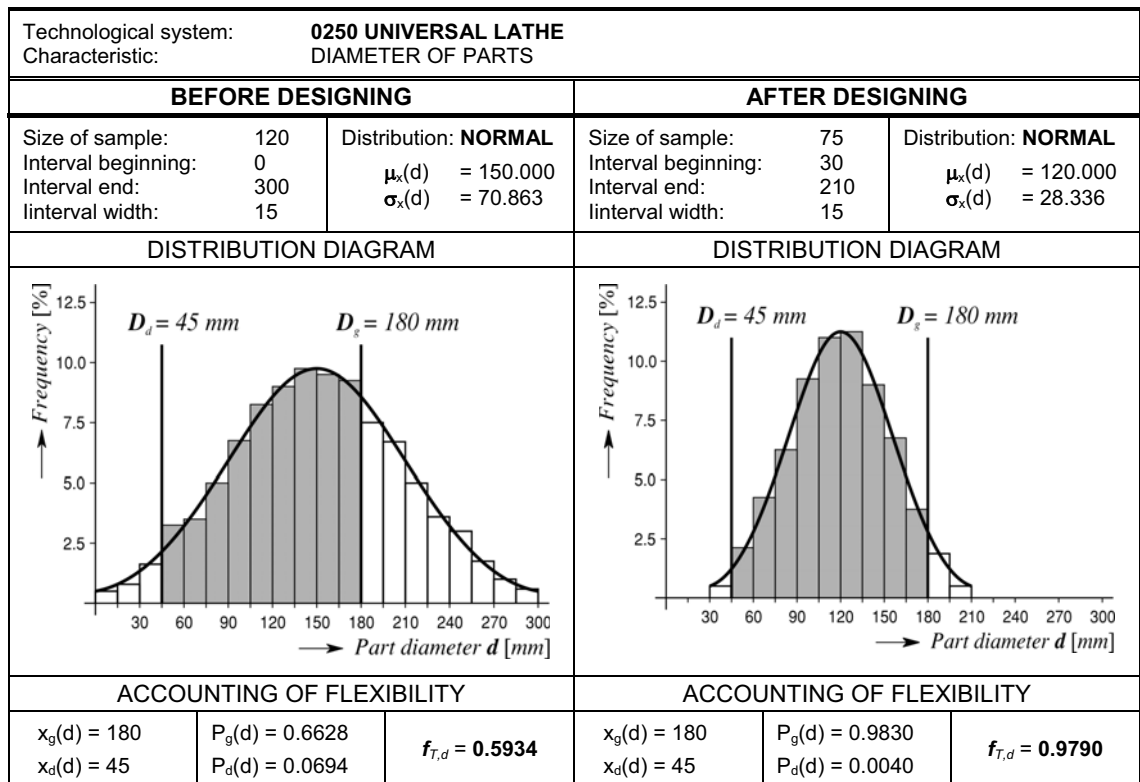 Technological system: 0250 UNIVERSAL LATHE
Characteristic: DIAMETER OF PARTS
BEFORE DESIGNING
Size of sample: 120
Interval beginning: 0
Interval end: 300
Iinterval width: 15
Distribution: NORMAL
μx(d) = 150.000
σx(d) = 70.863
DISTRIBUTION DIAGRAM
Frequency [%]
12.5
10.0
7.5
5.0
2.5
Dd = 45 mm
Dg = 180 mm
30 60 90 120 150 180 210 240 270 300
Part diameter d [mm]
ACCOUNTING OF FLEXIBILITY
xg(d) = 180
xd(d) = 45
Pg(d) = 0.6628
Pd(d) = 0.0694
fT,d = 0.5934
AFTER DESIGNING
Size of sample: 75
Interval beginning: 30
Interval end: 210
Iinterval width: 15
Distribution: NORMAL
μx(d) = 120.000
σx(d) = 28.336
DISTRIBUTION DIAGRAM
Frequency [%]
12.5
10.0
7.5
5.0
2.5
Dd = 45 mm
Dg = 180 mm
30 60 90 120 150 180 210 240 270 300
Part diameter d [mm]
ACCOUNTING OF FLEXIBILITY
xg(d) = 180
xd(d) = 45
Pg(d) = 0.9830
Pd(d) = 0.0040
fT,d = 0.9790